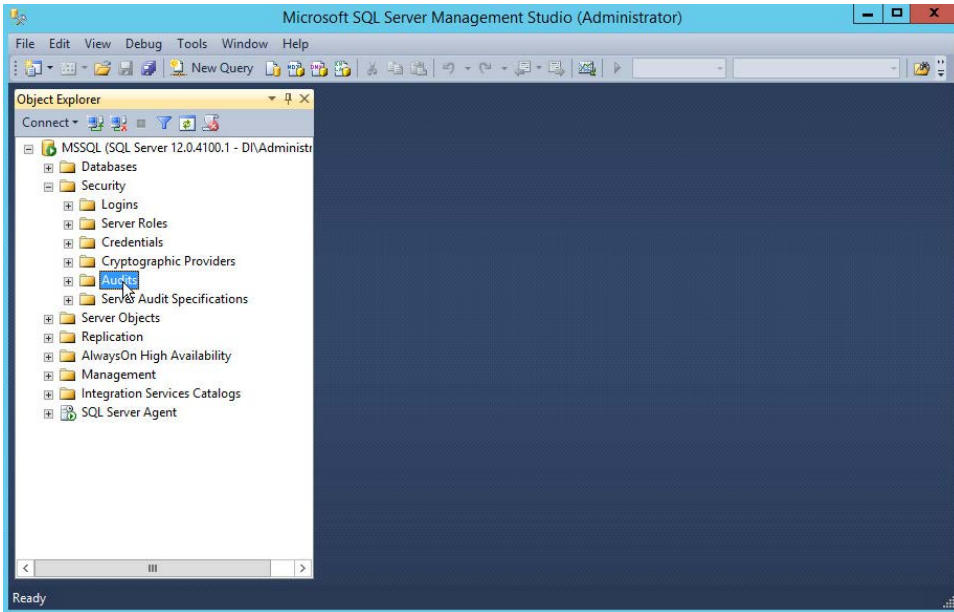 Microsoft SQL Server Management Studio (Administrator)
File Edit View Debug Tools Window Help
New Query
Object Explorer
Connect
MSSQL (SQL Server 12.0.4100.1 - DI\Administr
Databases
Security
Logins
Server Roles
Credentials
Cryptographic Providers
Audits
Server Audit Specifications
Server Objects
Replication
AlwaysOn High Availability
Management
Integration Services Catalogs
SQL Server Agent
Ready